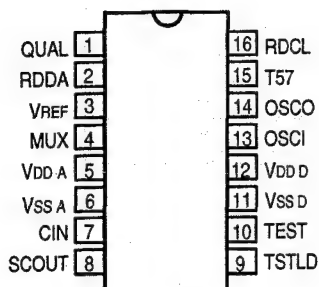 QUAL 1 16 RDCL
RDDA 2 15 T57
VREF 3 14 OSCO
MUX 4 13 OSCI
VDD A 5 12 VDD D
VSS A 6 11 VSS D
CIN 7 10 TEST
SCOUT 8 9 TSTLD